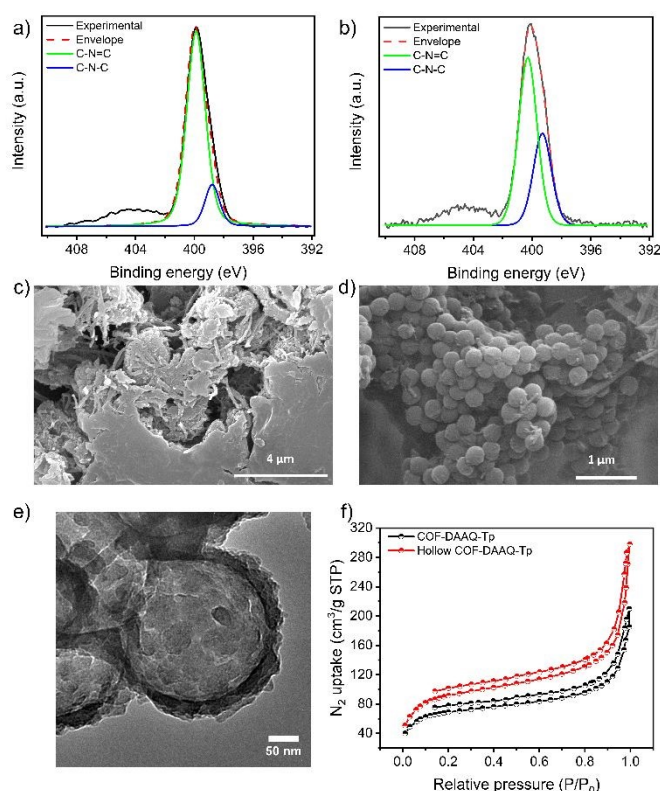 a)
Experimental
Envelope
C-N=C
C-N-C
Intensity (a.u.)
408 404 400 396 392
Binding energy (eV)
b)
Experimental
Envelope
C-N=C
C-N-C
Intensity (a.u.)
408 404 400 396 392
Binding energy (eV)
c)
4 µm
d)
1 µm
e)
50 nm
f)
COF-DAAQ-Tp
Hollow COF-DAAQ-Tp
N₂ uptake (cm³/g STP)
280
240
200
160
120
80
40
0.0 0.2 0.4 0.6 0.8 1.0
Relative pressure (P/P₀)